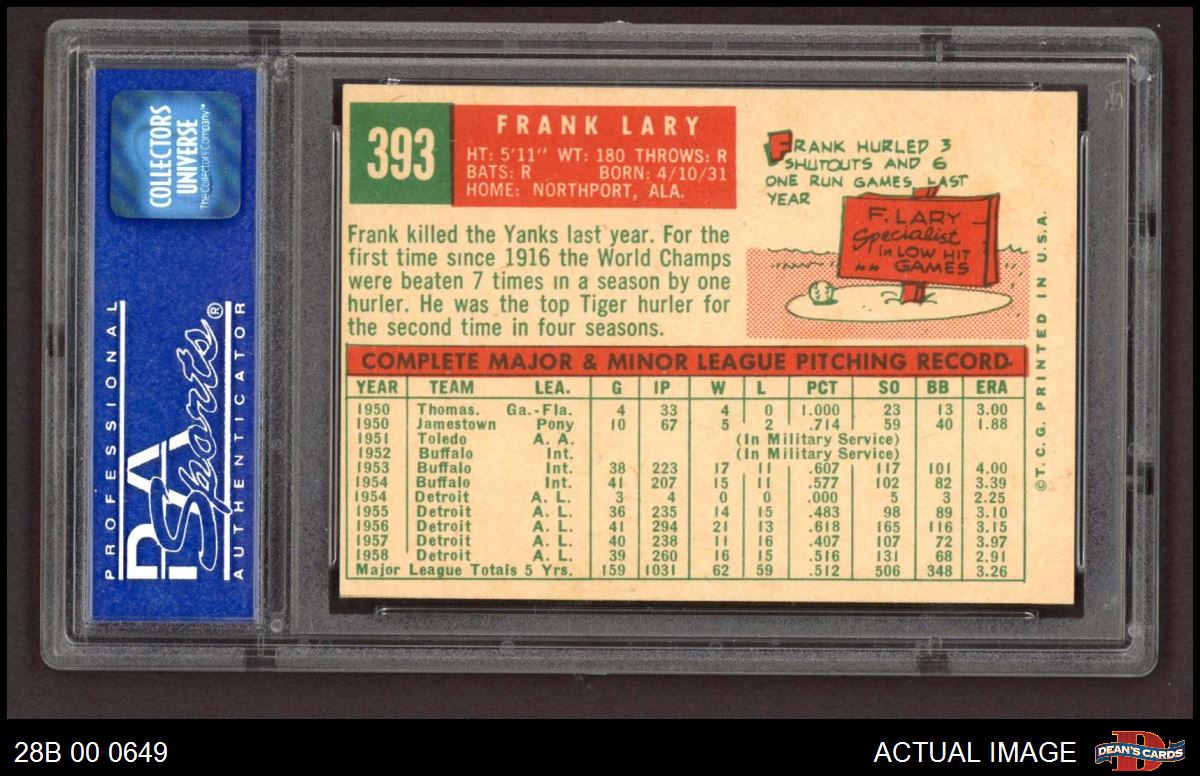 COLLECTORS
UNIVERSE
The Collectors Company™
PROFESSIONAL
PSA
Sports®
AUTHENTICATOR
393
FRANK LARY
HT: 5'11" WT: 180 THROWS: R
BATS: R BORN: 4/10/31
HOME: NORTHPORT, ALA.
FRANK HURLED 3
SHUTOUTS AND 6
ONE RUN GAMES LAST
YEAR
F. LARY
Specialist
in LOW HIT
" " GAMES
Frank killed the Yanks last year. For the
first time since 1916 the World Champs
were beaten 7 times in a season by one
hurler. He was the top Tiger hurler for
the second time in four seasons.
COMPLETE MAJOR & MINOR LEAGUE PITCHING RECORD
YEAR TEAM LEA. G IP W L PCT SO BB ERA
1950 Thomas. Ga.-Fla. 4 33 4 0 1.000 23 13 3.00
1950 Jamestown Pony 10 67 5 2 .714 59 40 1.88
1951 Toledo A. A. (In Military Service)
1952 Buffalo Int. (In Military Service)
1953 Buffalo Int. 38 223 17 11 .607 117 101 4.00
1954 Buffalo Int. 41 207 15 11 .577 102 82 3.39
1954 Detroit A. L. 3 4 0 0 .000 5 3 2.25
1955 Detroit A. L. 36 235 14 15 .483 98 89 3.10
1956 Detroit A. L. 41 294 21 13 .618 165 116 3.15
1957 Detroit A. L. 40 238 11 16 .407 107 72 3.97
1958 Detroit A. L. 39 260 16 15 .516 131 68 2.91
Major League Totals 5 Yrs. 159 1031 62 59 .512 506 348 3.26
©T. C. G. PRINTED IN U.S.A.
28B 00 0649
ACTUAL IMAGE
DEAN'S CARDS